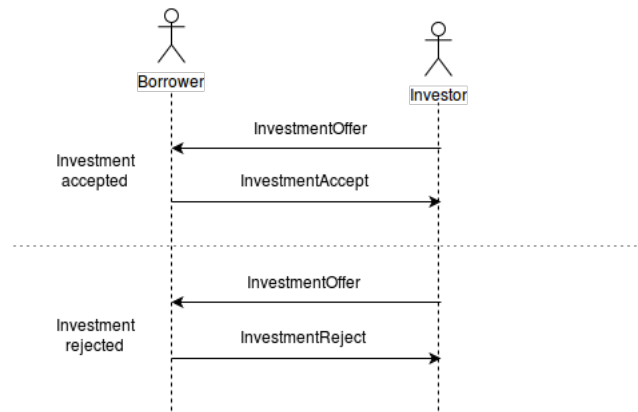 Borrower
Investor
InvestmentOffer
Investment
accepted
InvestmentAccept
InvestmentOffer
Investment
rejected
InvestmentReject